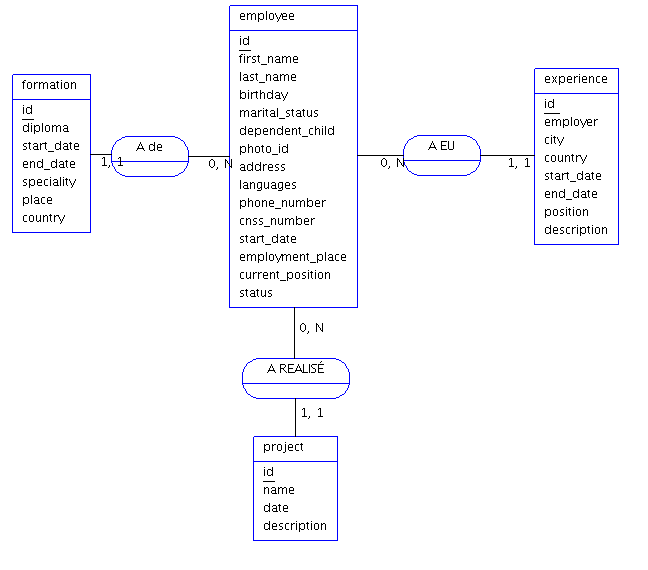 employee
id
first_name
last_name
birthday
marital_status
dependent_child
photo_id
address
languages
phone_number
cnss_number
start_date
employment_place
current_position
status
formation
id
diploma
start_date
end_date
speciality
place
country
1, 1
A de
0, N
0, N
A EU
1, 1
experience
id
employer
city
country
start_date
end_date
position
description
0, N
A REALISÉ
1, 1
project
id
name
date
description